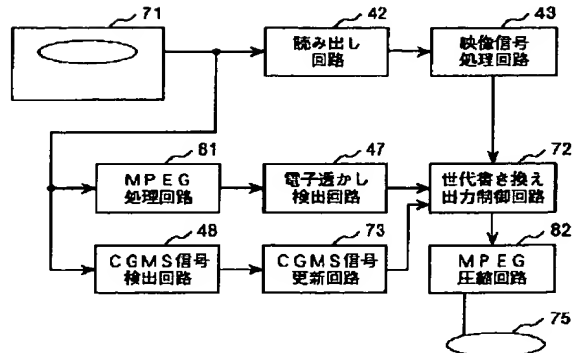 71
42
読み出し
回路
43
映像信号
処理回路
81
MPEG
処理回路
47
電子透かし
検出回路
72
世代書き換え
出力制御回路
48
CGMS信号
検出回路
73
CGMS信号
更新回路
82
MPEG
圧縮回路
75